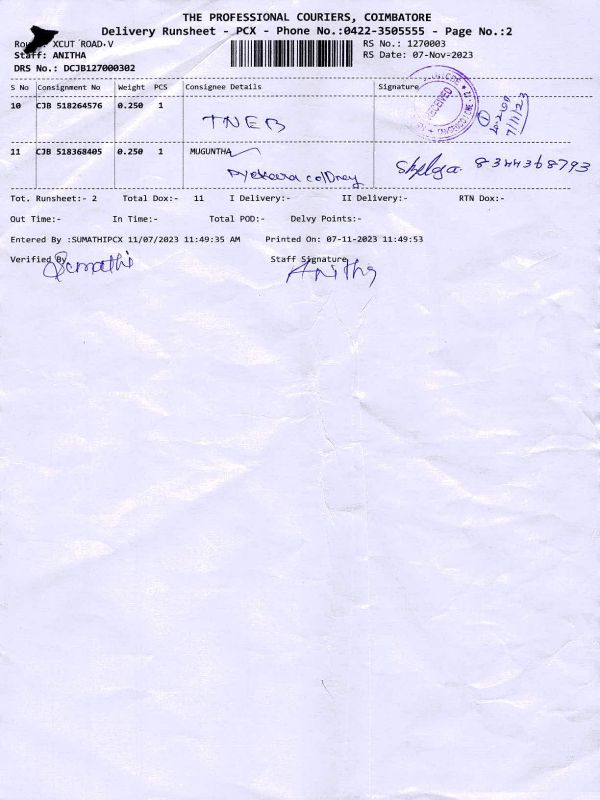 THE PROFESSIONAL COURIERS, COIMBATORE
Delivery Runsheet - PCX - Phone No.:0422-3505555 - Page No.:2
XCUT ROAD-V RS No.: 1270003
Staff: ANITHA RS Date: 07-Nov-2023
DRS No.: DCJB127000302
S No Consignment No Weight PCS Consignee Details Signature
10 CJB 518264576 0.250 1 TNEB
RECEIVED
7/11/23
11 CJB 518368405 0.250 1 MUGUNTHA
8344368793
Tot. Runsheet:- 2 Total Dox:- 11 I Delivery:- II Delivery:- RTN Dox:-
Out Time:- In Time:- Total POD:- Delvy Points:-
Entered By :SUMATHIPCX 11/07/2023 11:49:35 AM Printed On: 07-11-2023 11:49:53
Verified By Staff Signature
Sumathi Anitha